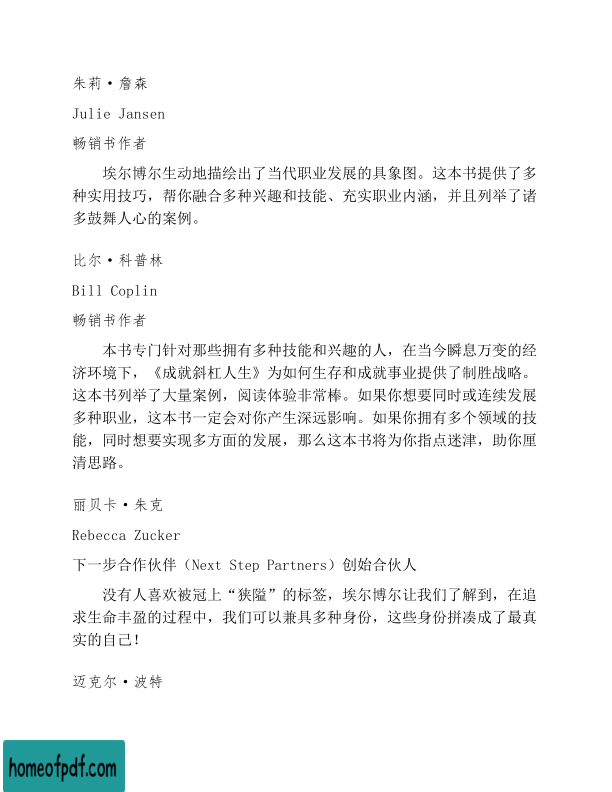 朱莉·詹森
Julie Jansen
畅销书作者
埃尔博尔生动地描绘出了当代职业发展的具象图。这本书提供了多
种实用技巧，帮你融合多种兴趣和技能、充实职业内涵，并且列举了诸
多鼓舞人心的案例。
比尔·科普林
Bill Coplin
畅销书作者
本书专门针对那些拥有多种技能和兴趣的人，在当今瞬息万变的经
济环境下，《成就斜杠人生》为如何生存和成就事业提供了制胜战略。
这本书列举了大量案例，阅读体验非常棒。如果你想要同时或连续发展
多种职业，这本书一定会对你产生深远影响。如果你拥有多个领域的技
能，同时想要实现多方面的发展，那么这本书将为你指点迷津，助你厘
清思路。
丽贝卡·朱克
Rebecca Zucker
下一步合作伙伴（Next Step Partners）创始合伙人
没有人喜欢被冠上“狭隘”的标签，埃尔博尔让我们了解到，在追
求生命丰盈的过程中，我们可以兼具多种身份，这些身份拼凑成了最真
实的自己！
迈克尔·波特
homeofpdf.com